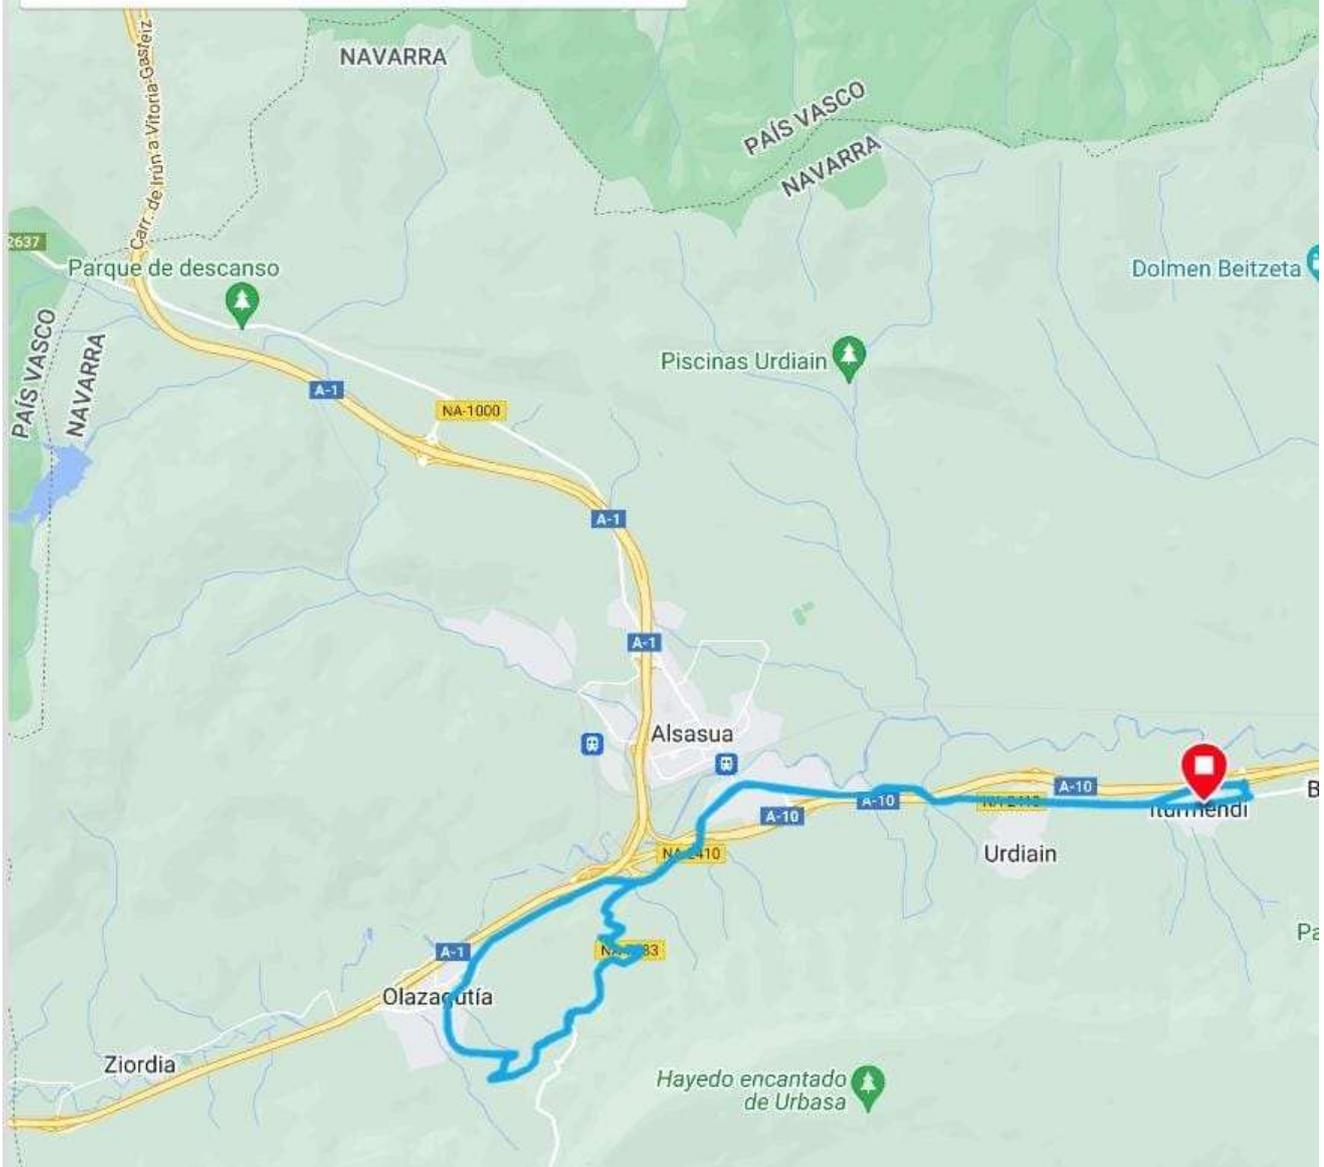 NAVARRA
Carr. de Irún a Vitoria-Gasteiz
PAÍS VASCO
NAVARRA
2637
Parque de descanso
Dolmen Beitzeta
PAÍS VASCO
NAVARRA
Piscinas Urdiain
A-1
NA-1000
A-1
A-1
Alsasua
A-10
A-10
A-10
Iturmendi
B
NA-2410
Urdiain
Pa
A-1
Olazagutía
Ziordia
Hayedo encantado
de Urbasa